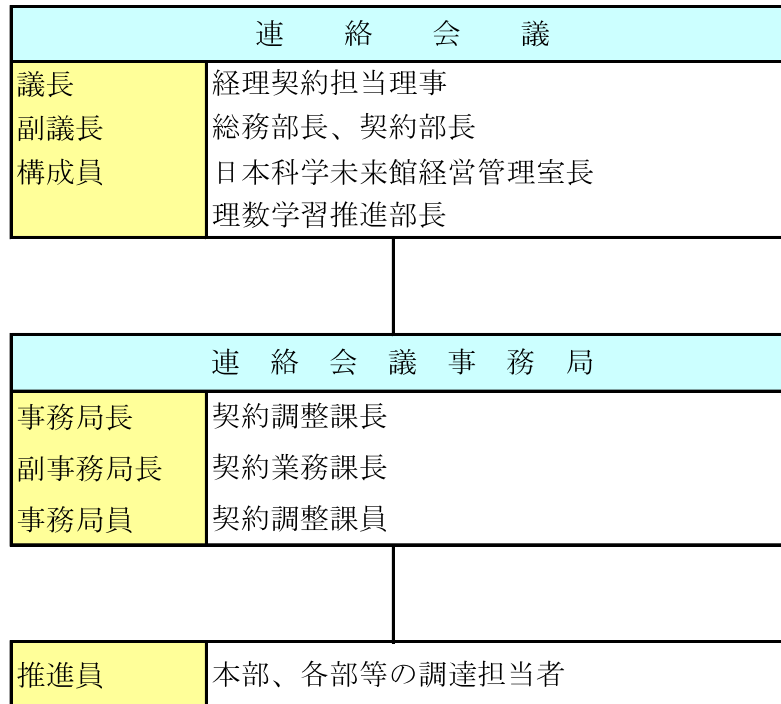 連絡会議
議長 経理契約担当理事
副議長 総務部長、契約部長
構成員 日本科学未来館経営管理室長
理数学習推進部長
連絡会議事務局
事務局長 契約調整課長
副事務局長 契約業務課長
事務局員 契約調整課員
推進員 本部、各部等の調達担当者